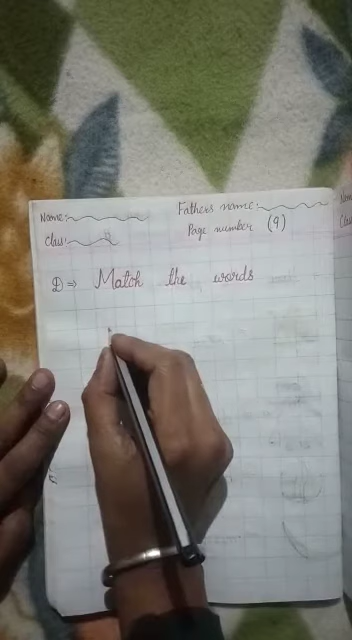 Name:
Fathers name:
Class:
Page number (9)
D⇒ Match the words